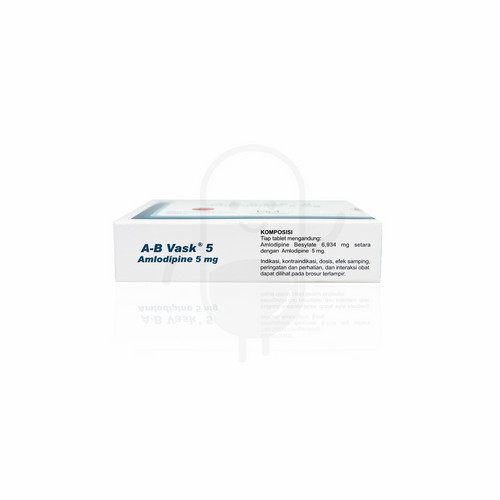 A-B Vask® 5
Amlodipine 5 mg
KOMPOSISI
Tiap tablet mengandung:
Amlodipine Besylate 6,934 mg setara
dengan Amlodipine 5 mg.
Indikasi, kontraindikasi, dosis, efek samping,
peringatan dan perhatian, dan interaksi obat
dapat dilihat pada brosur terlampir.